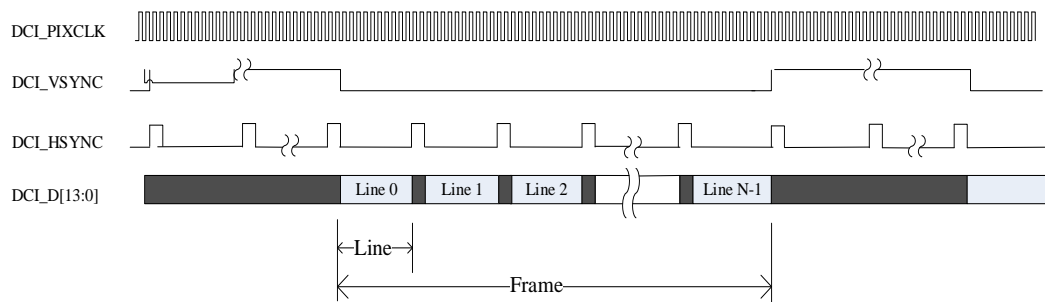 DCI_PIXCLK
DCI_VSYNC
DCI_HSYNC
DCI_D[13:0]
Line 0
Line 1
Line 2
Line N-1
Line
Frame